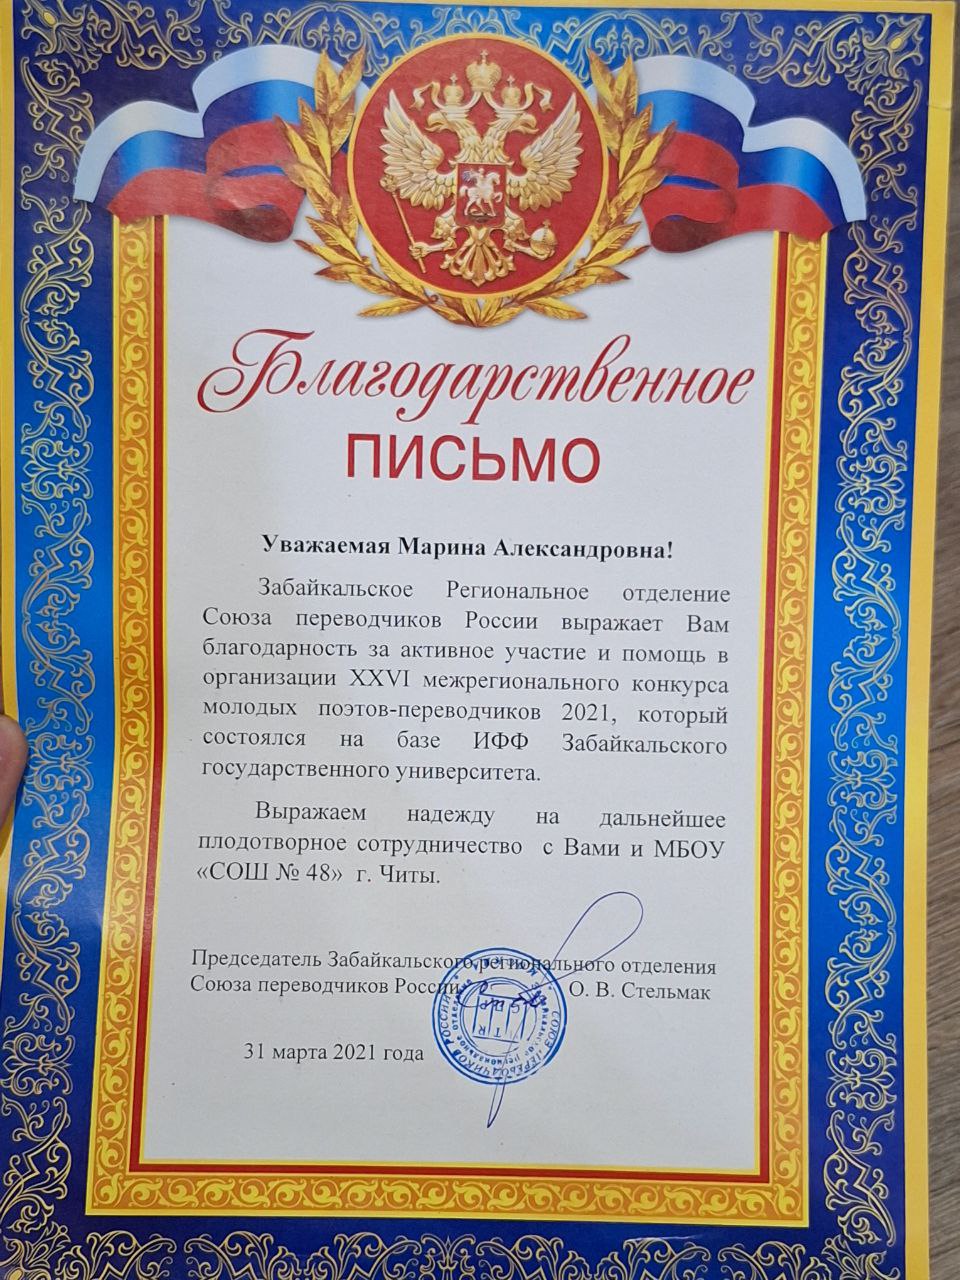 Благодарственное
ПИСЬМО
Уважаемая Марина Александровна!
Забайкальское Региональное отделение
Союза переводчиков России выражает Вам
благодарность за активное участие и помощь в
организации XXVI межрегионального конкурса
молодых поэтов-переводчиков 2021, который
состоялся на базе ИФФ Забайкальского
государственного университета.
Выражаем надежду на дальнейшее
плодотворное сотрудничество с Вами и МБОУ
«СОШ № 48» г. Читы.
Председатель Забайкальского регионального отделения
Союза переводчиков России О. В. Стельмак
СОЮЗ ПЕРЕВОДЧИКОВ РОССИИ
31 марта 2021 года